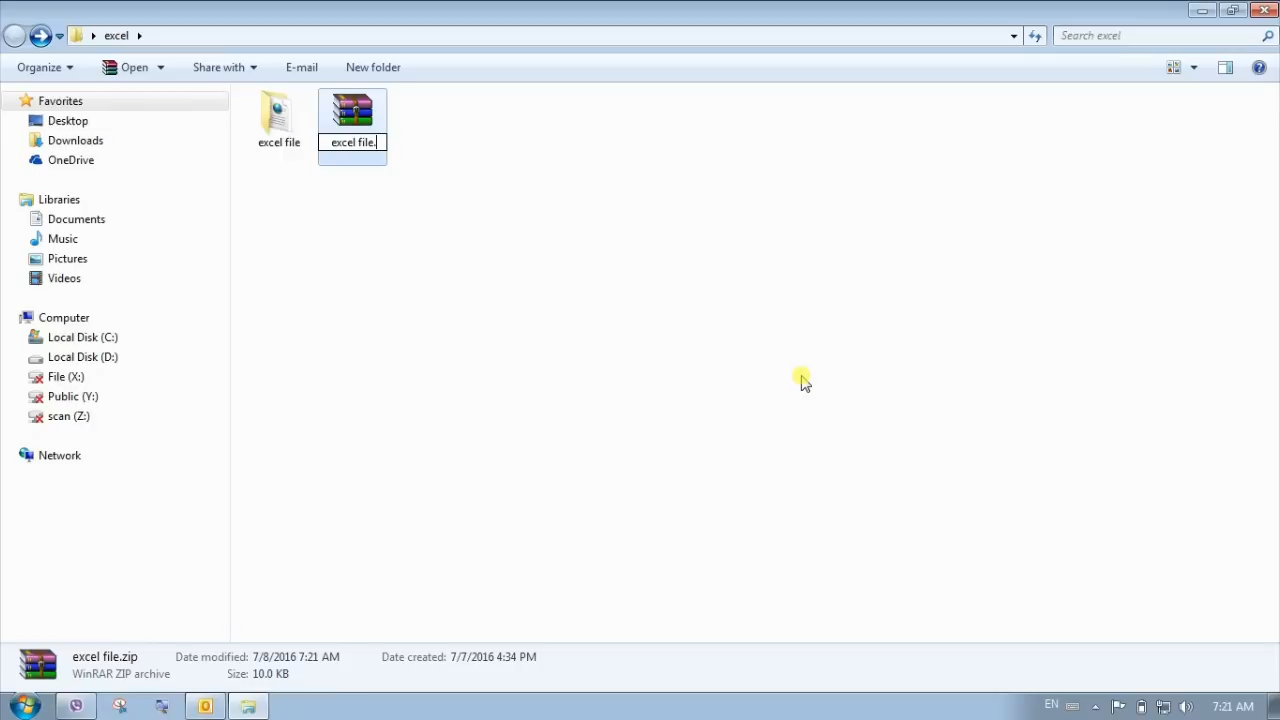 excel
Search excel
Organize
Open
Share with
E-mail
New folder
Favorites
Desktop
Downloads
OneDrive
Libraries
Documents
Music
Pictures
Videos
Computer
Local Disk (C:)
Local Disk (D:)
File (X:)
Public (Y:)
scan (Z:)
Network
excel file
excel file.
excel file.zip
Date modified: 7/8/2016 7:21 AM
Date created: 7/7/2016 4:34 PM
WinRAR ZIP archive
Size: 10.0 KB
EN
7:21 AM